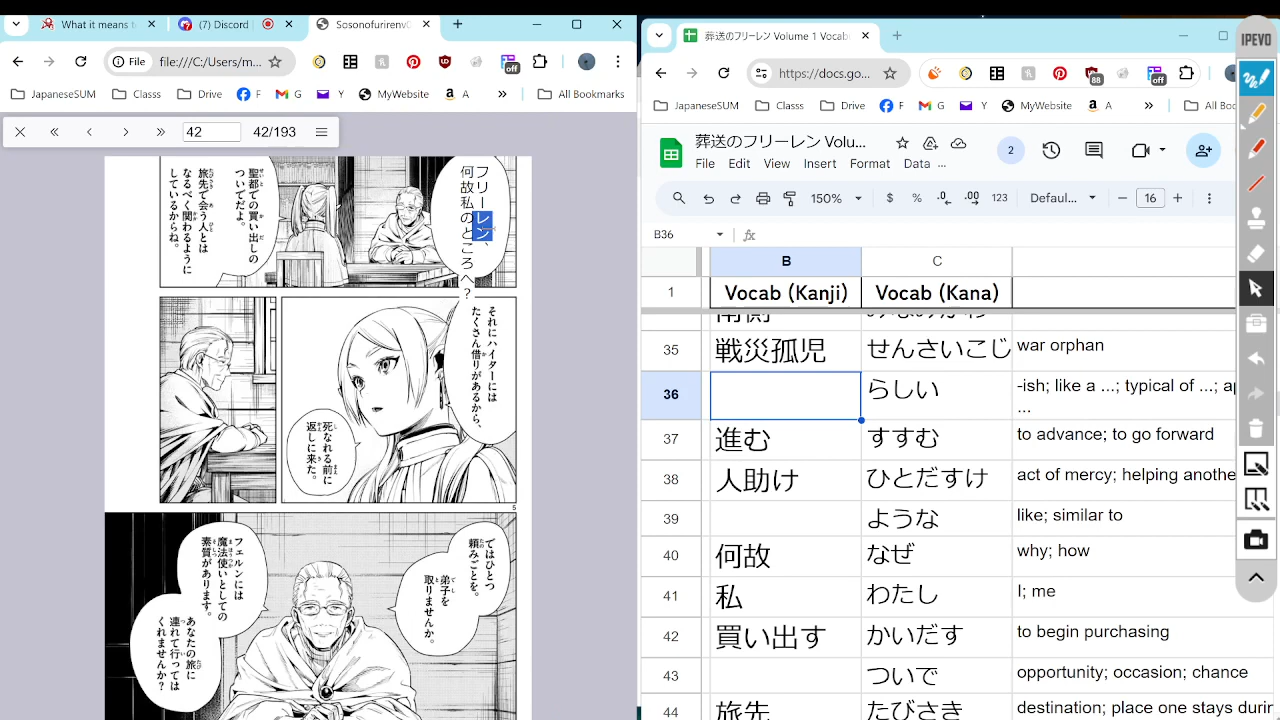 What it means t
(7) Discord
SosonofurirenV
File
file:///C:/Users/n...
off
JapaneseSUM
Classs
Drive
F
G
Y
MyWebsite
A
All Bookmarks
42
42/193
フリーレン、
何故私のところへ？
聖都への買い出しの
ついでだよ。
旅先で会う人とは
なるべく関わるように
しているからね。
それにハイターには
たくさん借りがあるから、
死なれる前に
返しに来た。
5
ではひとつ
頼みごとを。
弟子を
取りませんか。
フェルンには
魔法使いとしての
素質があります。
あなたの旅に
連れて行っては
くれませんか？
葬送のフリーレン Volume 1 Vocab
https://docs.go...
88
off
JapaneseSUM
Classs
Drive
F
G
Y
MyWebsite
A
All Boo
葬送のフリーレン Volu...
File Edit View Insert Format Data ...
2
150%
$ % .0 .00 123 Defaul... − 16 +
B36
fx
B C
1 Vocab (Kanji) Vocab (Kana)
35 戦災孤児 せんさいこじ war orphan
36 らしい -ish; like a ...; typical of ...; ap
...
37 進む すすむ to advance; to go forward
38 人助け ひとだすけ act of mercy; helping anothe
39 ような like; similar to
40 何故 なぜ why; how
41 私 わたし I; me
42 買い出す かいだす to begin purchasing
43 ついで opportunity; occasion; chance
44 旅先 たびさき
IPEVO